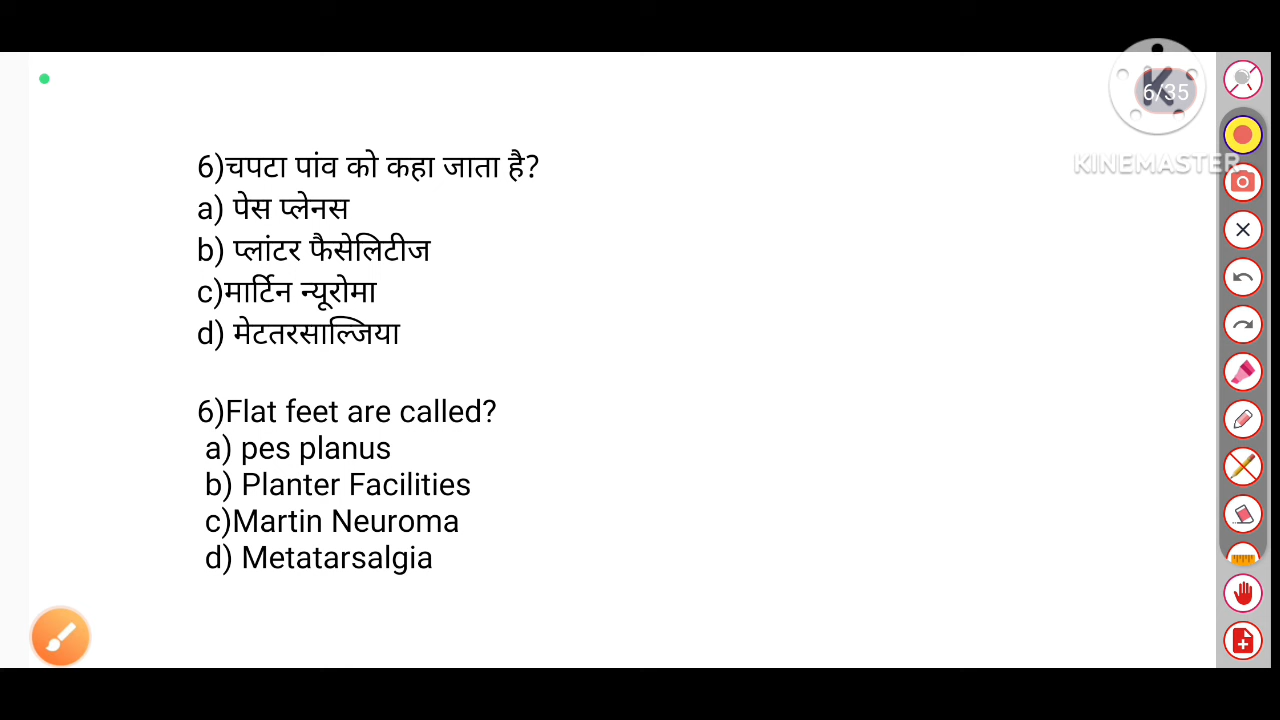 6/35
KINEMASTER
6)चपटा पांव को कहा जाता है?
a) पेस प्लेनस
b) प्लांटर फैसेलिटीज
c)मार्टिन न्यूरोमा
d) मेटतरसाल्जिया
6)Flat feet are called?
a) pes planus
b) Planter Facilities
c)Martin Neuroma
d) Metatarsalgia